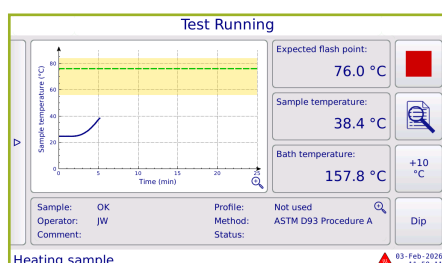 Test Running
Expected flash point:
76.0 °C
Sample temperature:
38.4 °C
Bath temperature:
157.8 °C
+10
°C
Dip
Sample temperature (°C)
80
60
40
20
0
0 5 10 15 20 25
Time (min)
Sample: OK
Operator: JW
Comment:
Profile: Not used
Method: ASTM D93 Procedure A
Status:
Heating sample
03-Feb-2026